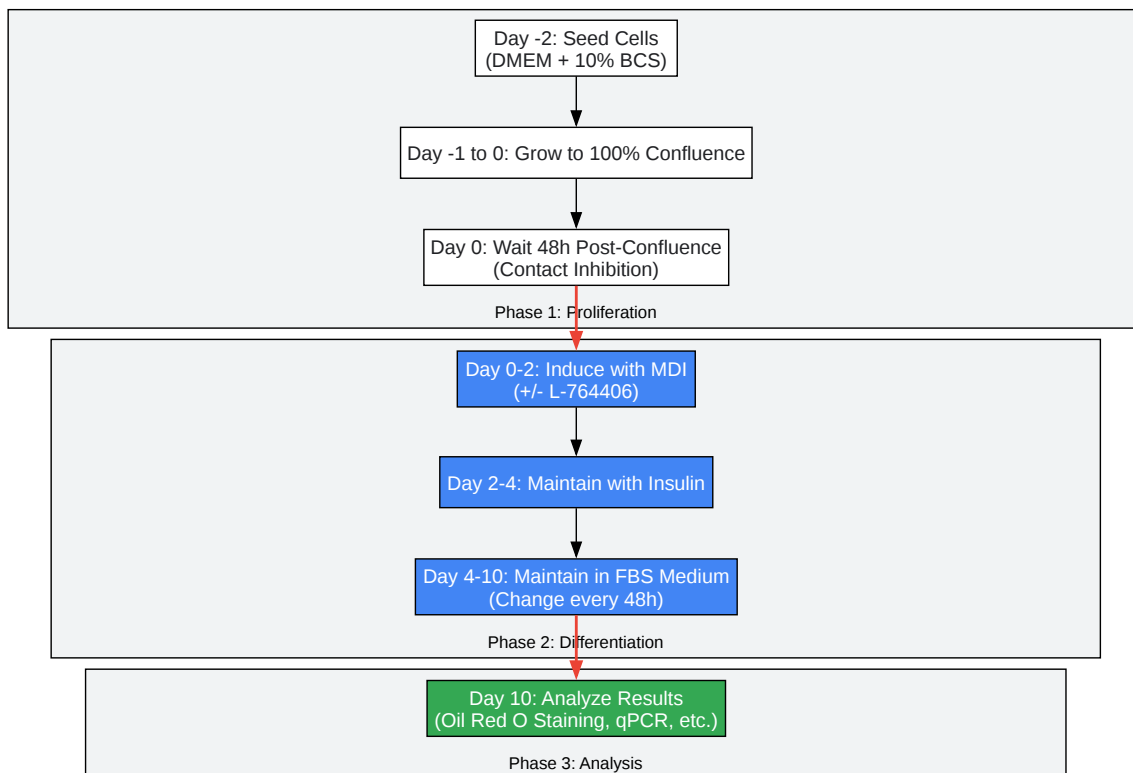 Day -2: Seed Cells
(DMEM + 10% BCS)
Day -1 to 0: Grow to 100% Confluence
Day 0: Wait 48h Post-Confluence
(Contact Inhibition)
Phase 1: Proliferation
Day 0-2: Induce with MDI
(+/- L-764406)
Day 2-4: Maintain with Insulin
Day 4-10: Maintain in FBS Medium
(Change every 48h)
Phase 2: Differentiation
Day 10: Analyze Results
(Oil Red O Staining, qPCR, etc.)
Phase 3: Analysis